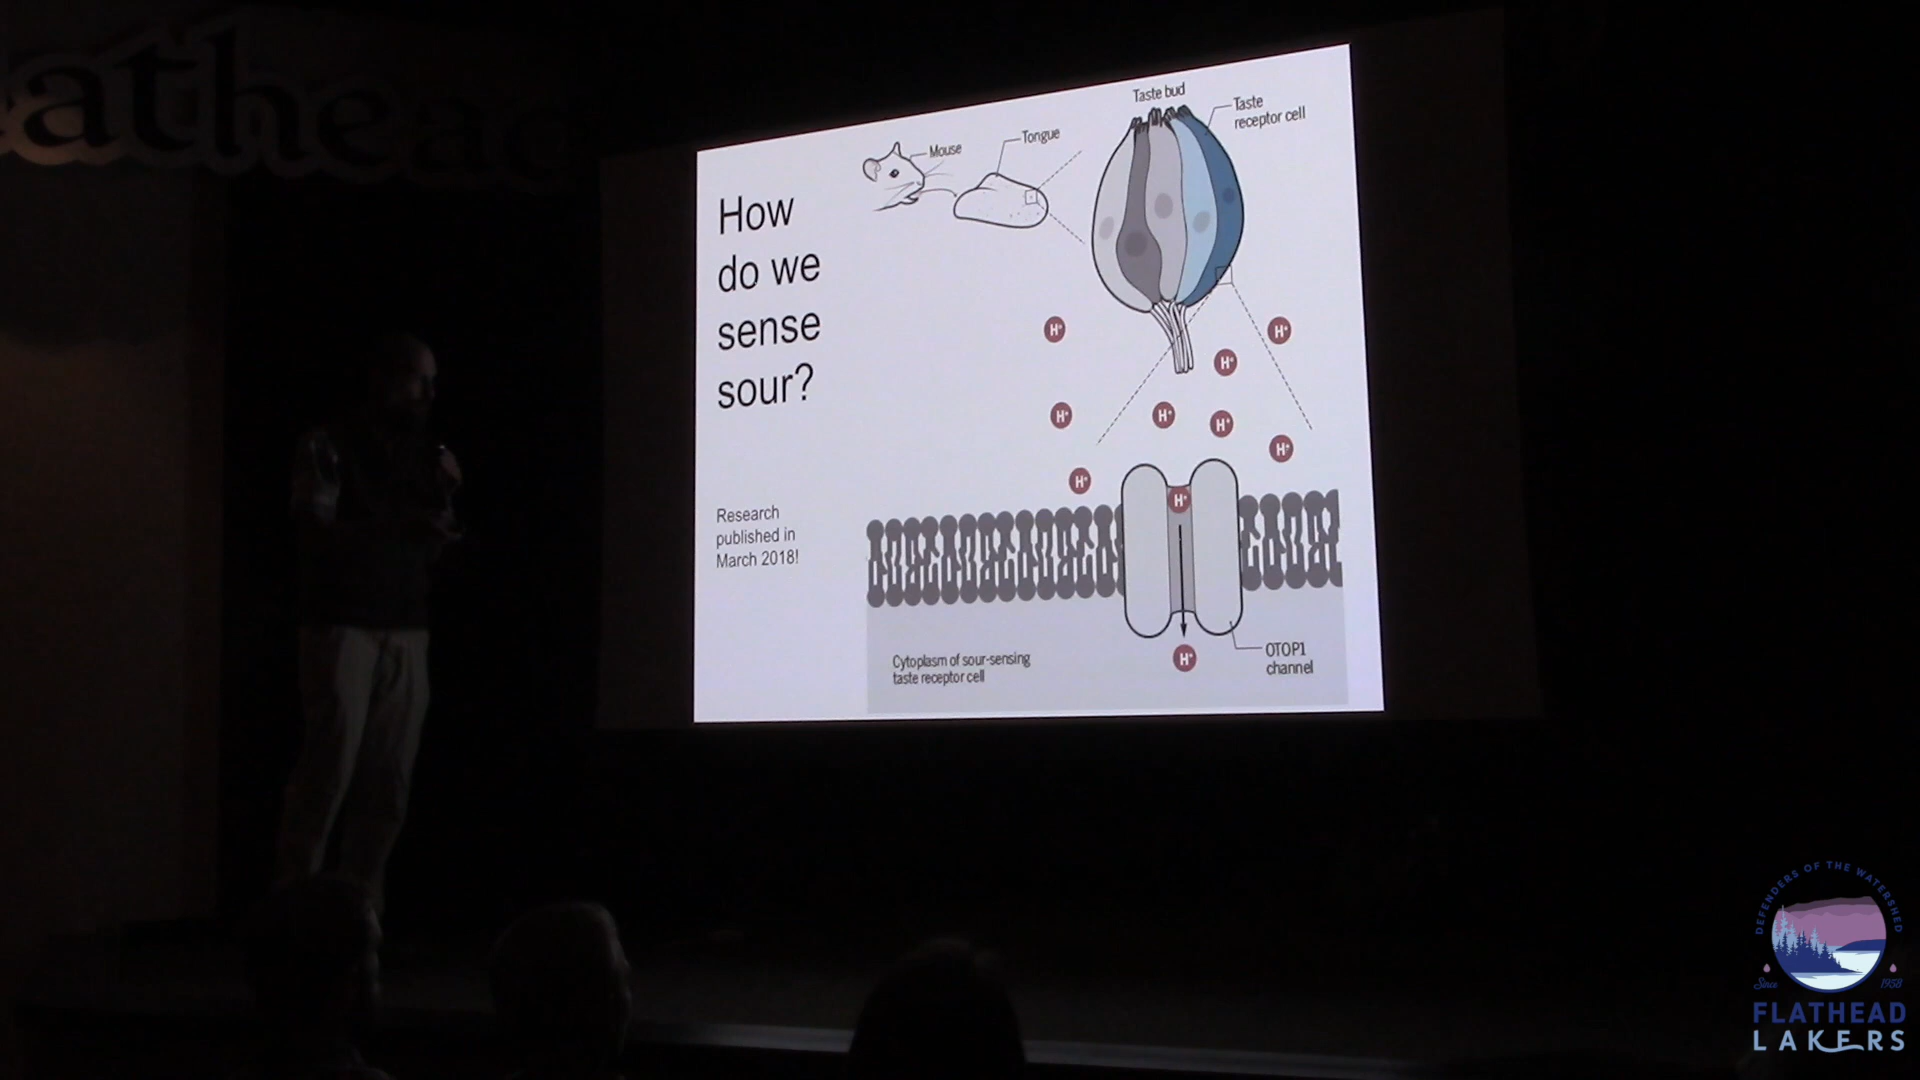 eathead
How
do we
sense
sour?
Research
published in
March 2018!
Mouse
Tongue
Taste bud
Taste
receptor cell
H⁺
H⁺
H⁺
H⁺
H⁺
H⁺
H⁺
H⁺
H⁺
H⁺
Cytoplasm of sour-sensing
taste receptor cell
OTOP1
channel
DEFENDERS OF THE WATERSHED
Since 1958
FLATHEAD
LAKERS